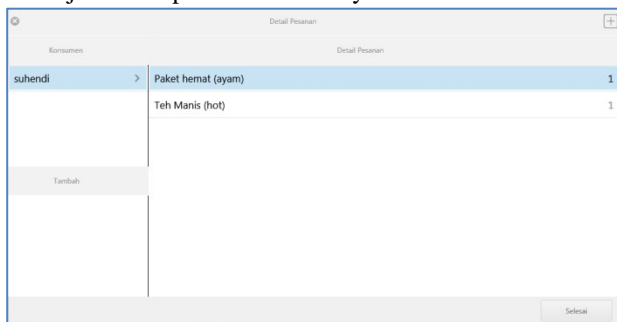 Detail Pesanan
Konsumen
Detail Pesanan
suhendi
Paket hemat (ayam) 1
Teh Manis (hot) 1
Tambah
Selesai